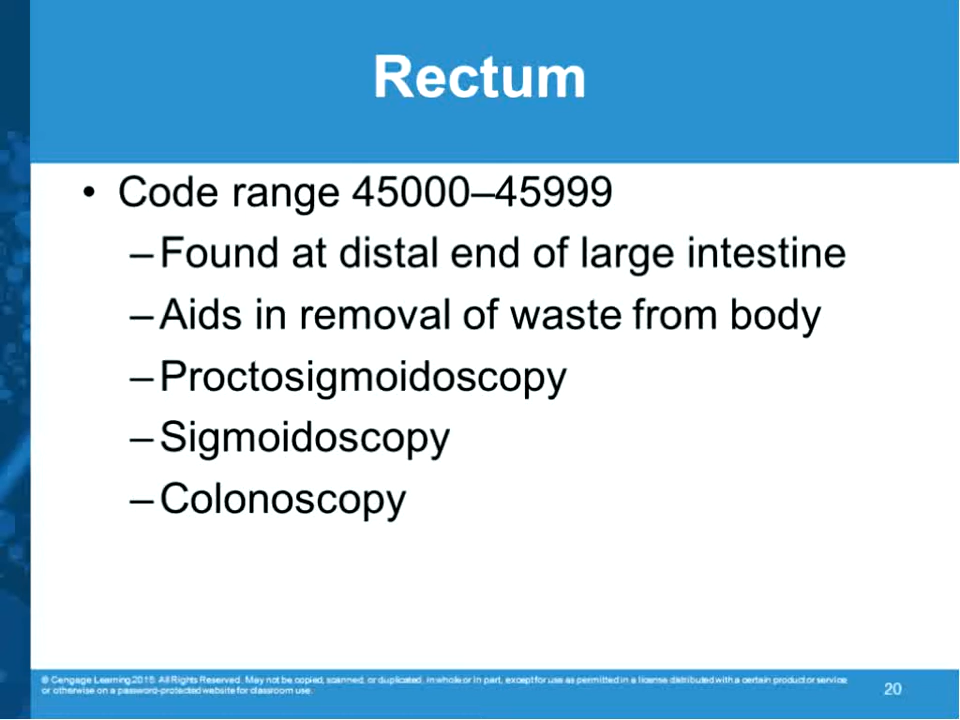 Rectum
• Code range 45000–45999
–Found at distal end of large intestine
–Aids in removal of waste from body
–Proctosigmoidoscopy
–Sigmoidoscopy
–Colonoscopy
© Cengage Learning 2015. All Rights Reserved. May not be copied, scanned, or duplicated, in whole or in part, except for use as permitted in a license distributed with a certain product or service
or otherwise on a password-protected website for classroom use.
20